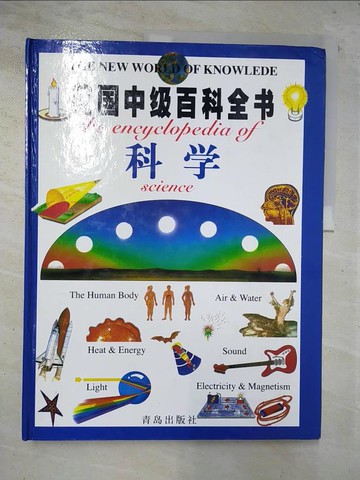 THE NEW WORLD OF KNOWLEDE
国中级百科全书
encyclopedia of
科学
science
The Human Body
Air & Water
Heat & Energy
Sound
Light
Electricity & Magnetism
青岛出版社